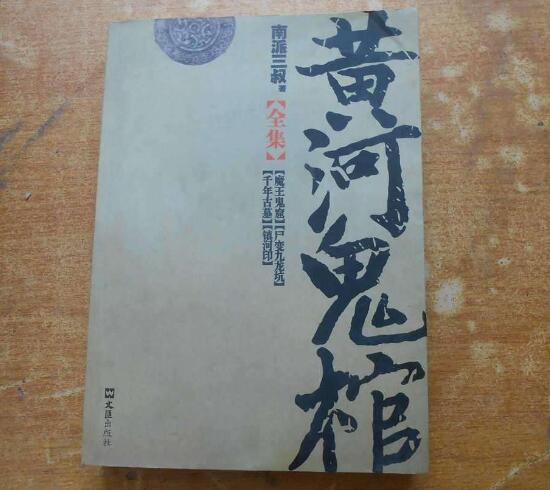 黄河鬼棺
南派三叔 著
【全集】
【魔王鬼窟】【尸变九龙坑】
【千年古墓】【镇河印】
文匯出版社